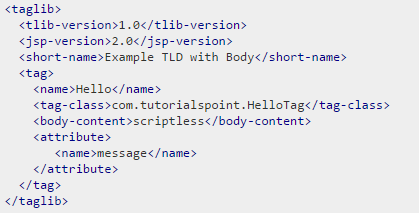 <taglib>
<tlib-version>1.0</tlib-version>
<jsp-version>2.0</jsp-version>
<short-name>Example TLD with Body</short-name>
<tag>
<name>Hello</name>
<tag-class>com.tutorialspoint.HelloTag</tag-class>
<body-content>scriptless</body-content>
<attribute>
<name>message</name>
</attribute>
</tag>
</taglib>